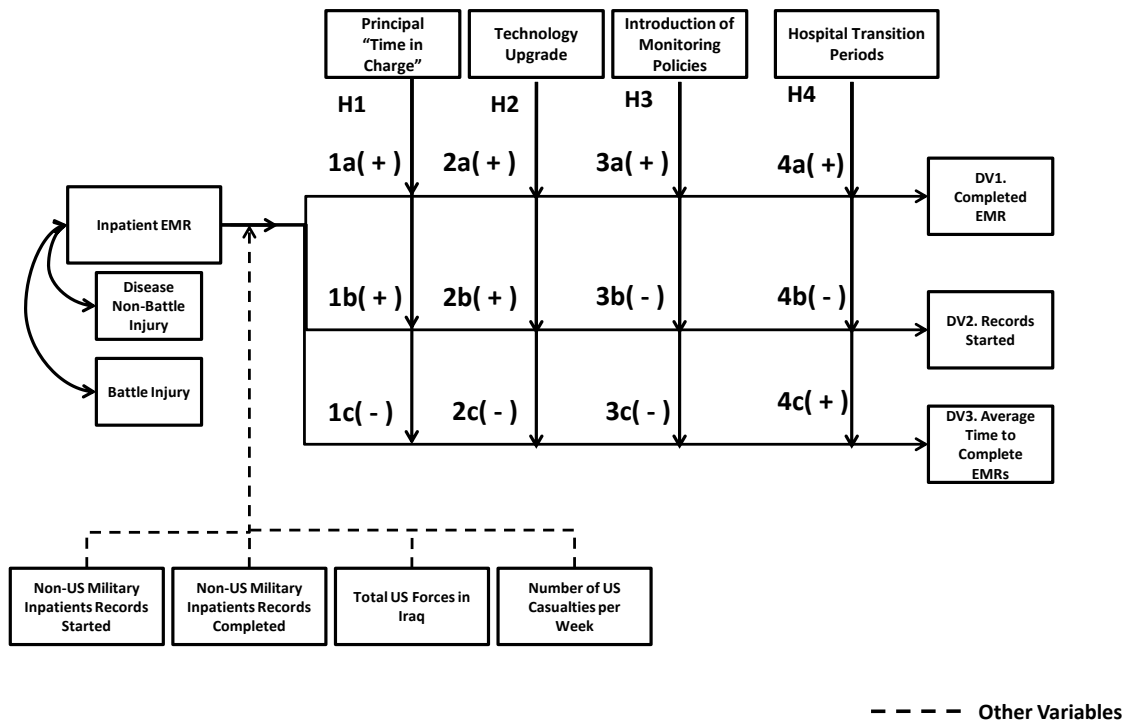 Principal
“Time in
Charge”
Technology
Upgrade
Introduction of
Monitoring
Policies
Hospital Transition
Periods
H1
H2
H3
H4
1a( + )
2a( + )
3a( + )
4a( +)
DV1.
Completed
EMR
Inpatient EMR
Disease
Non-Battle
Injury
1b( + )
2b( + )
3b( - )
4b( - )
DV2. Records
Started
Battle Injury
1c( - )
2c( - )
3c( - )
4c( + )
DV3. Average
Time to
Complete
EMRs
Non-US Military
Inpatients Records
Started
Non-US Military
Inpatients Records
Completed
Total US Forces in
Iraq
Number of US
Casualties per
Week
Other Variables